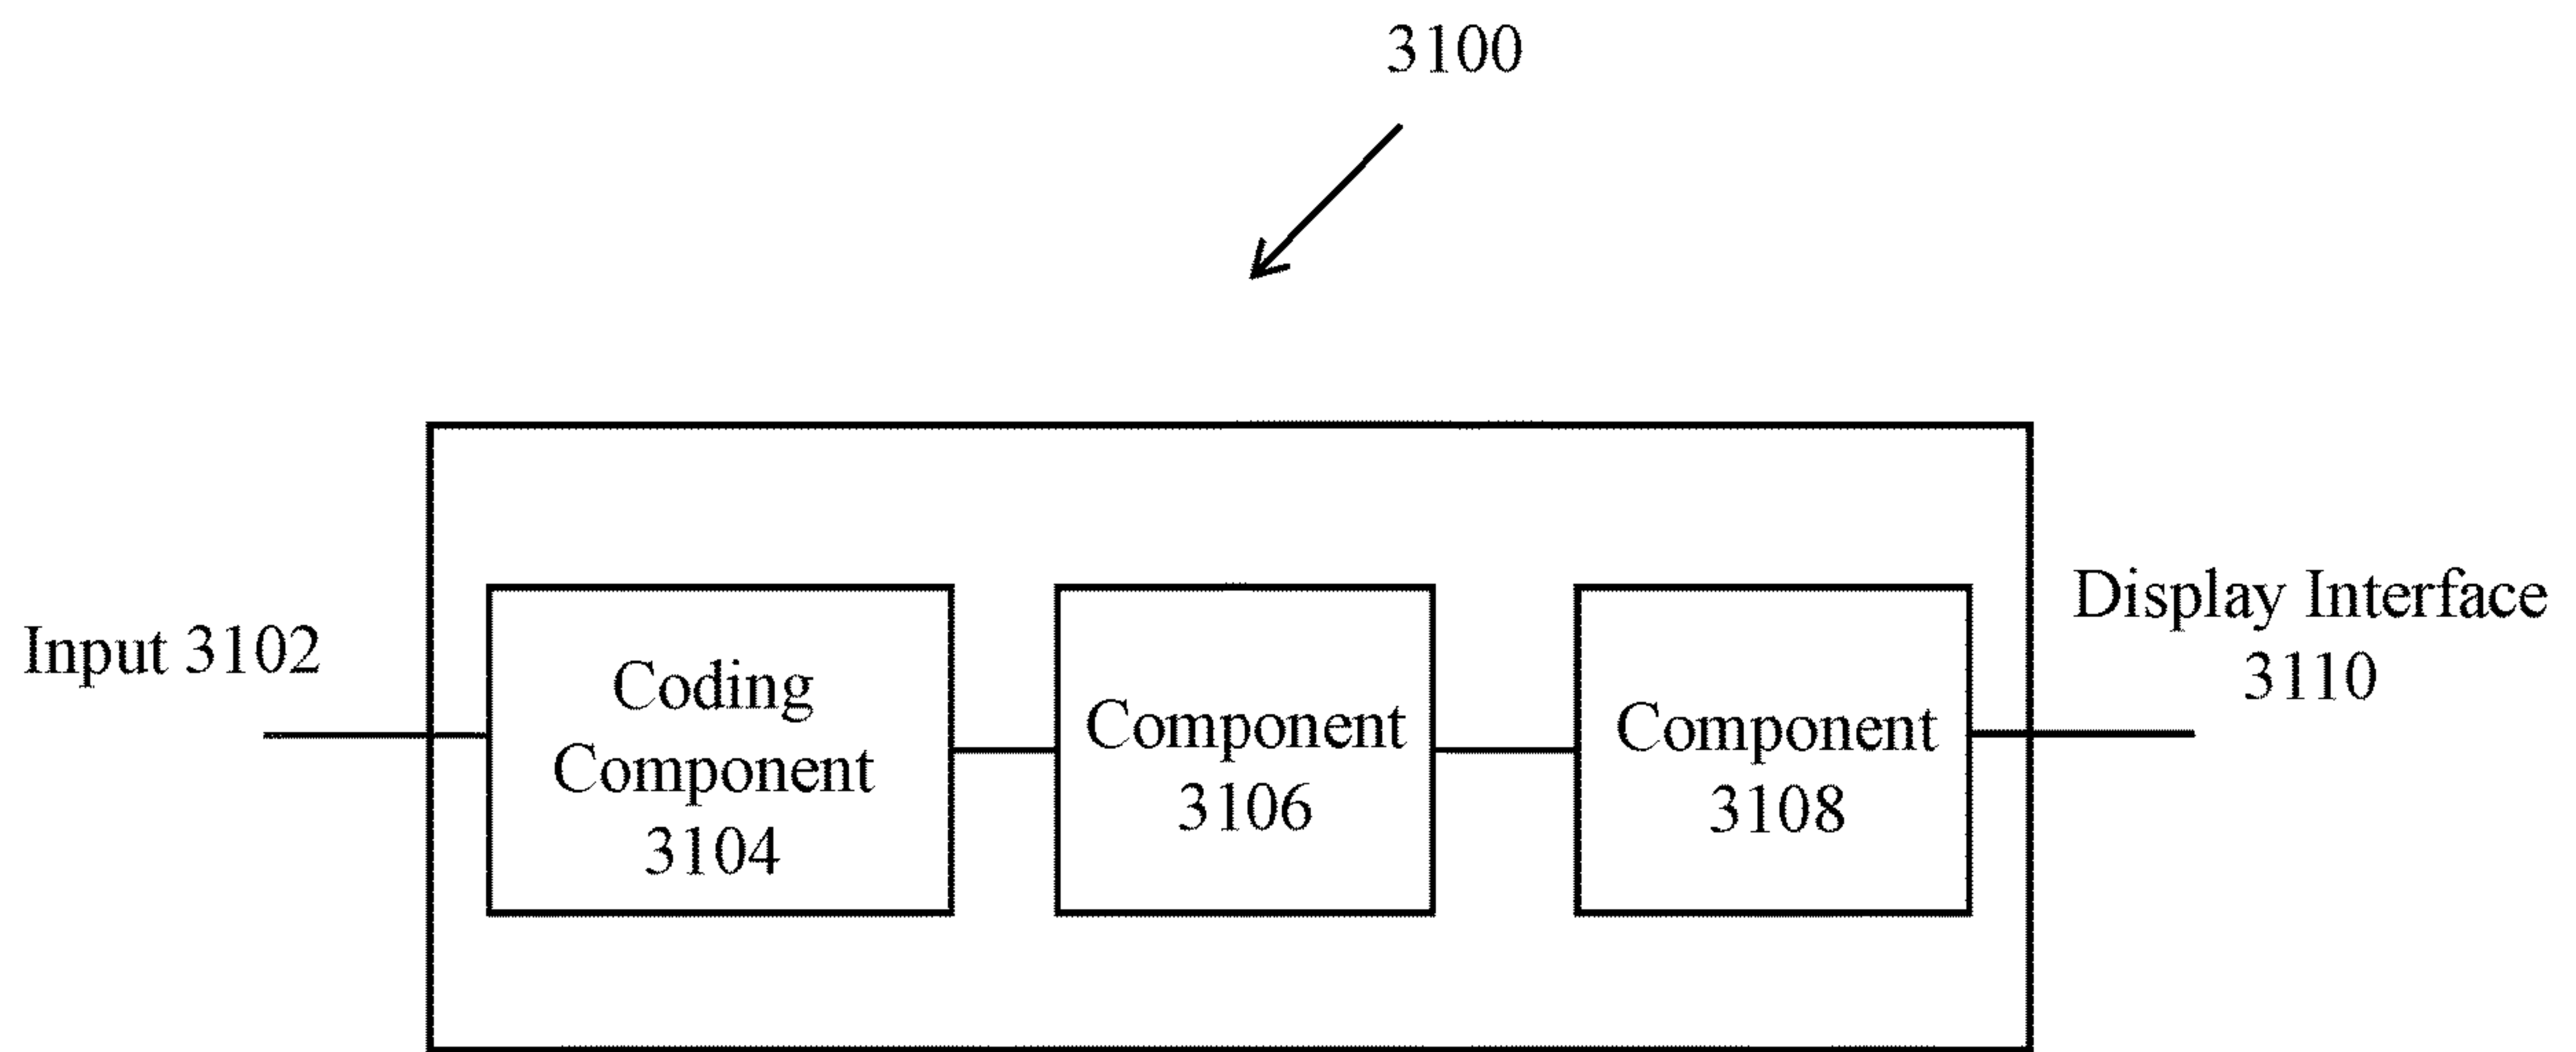 3100
Input 3102
Coding
Component
3104
Component
3106
Component
3108
Display Interface
3110